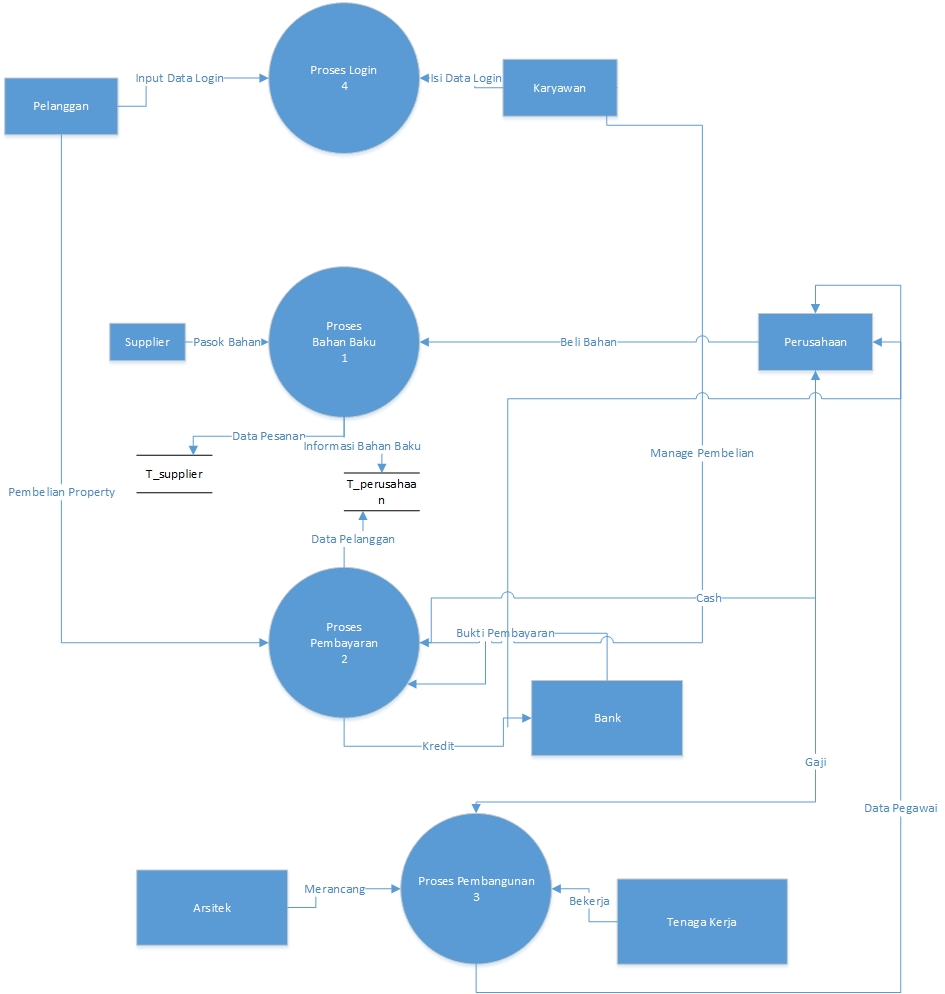 Proses Login
4
Input Data Login
Isi Data Login
Karyawan
Pelanggan
Proses
Bahan Baku
1
Supplier
Pasok Bahan
Beli Bahan
Perusahaan
Data Pesanan
Informasi Bahan Baku
Manage Pembelian
T_supplier
T_perusahaa
n
Pembelian Property
Data Pelanggan
Cash
Proses
Pembayaran
2
Bukti Pembayaran
Bank
Kredit
Gaji
Data Pegawai
Proses Pembangunan
3
Merancang
Bekerja
Arsitek
Tenaga Kerja